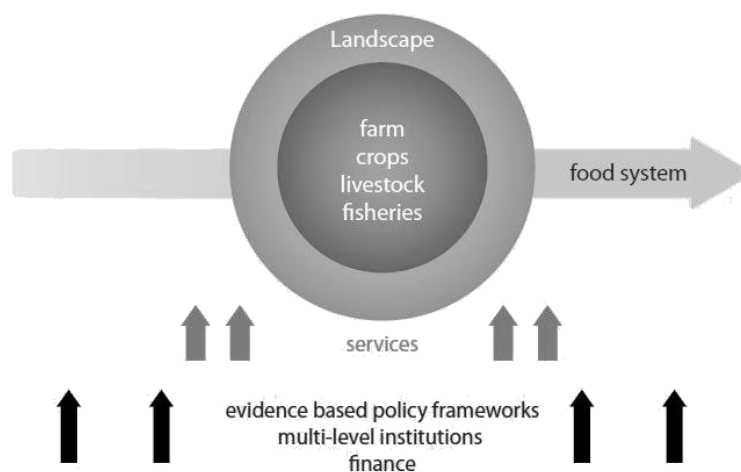 Landscape
farm
crops
livestock
fisheries
food system
services
evidence based policy frameworks
multi-level institutions
finance